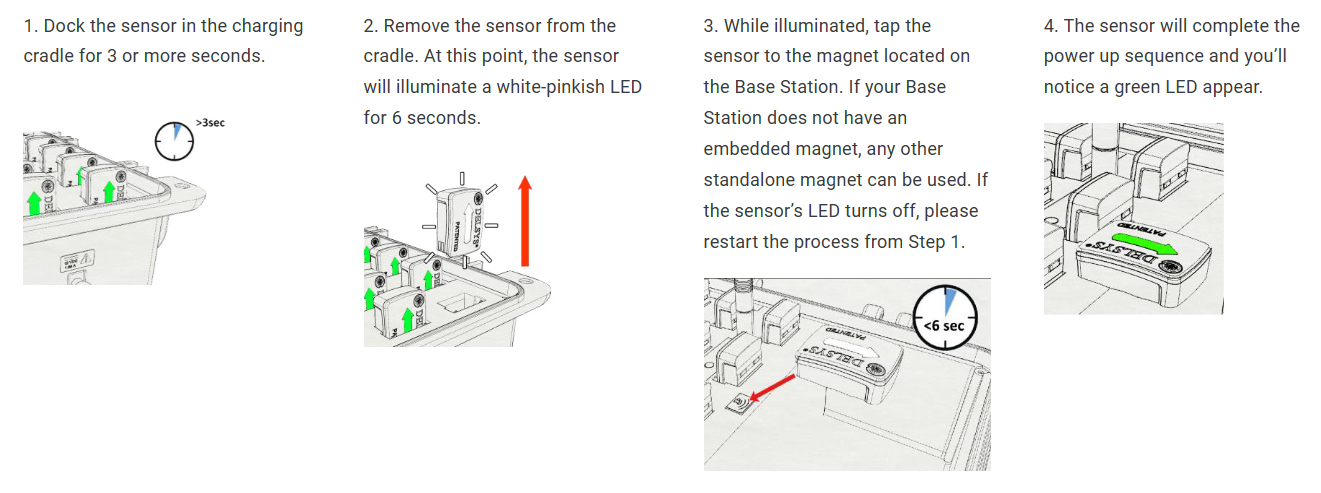 1. Dock the sensor in the charging
cradle for 3 or more seconds.
>3sec
2. Remove the sensor from the
cradle. At this point, the sensor
will illuminate a white-pinkish LED
for 6 seconds.
DELSYS
PATENTED
3. While illuminated, tap the
sensor to the magnet located on
the Base Station. If your Base
Station does not have an
embedded magnet, any other
standalone magnet can be used. If
the sensor’s LED turns off, please
restart the process from Step 1.
<6 sec
PATENTED
DELSYS
4. The sensor will complete the
power up sequence and you’ll
notice a green LED appear.
PATENTED
DELSYS